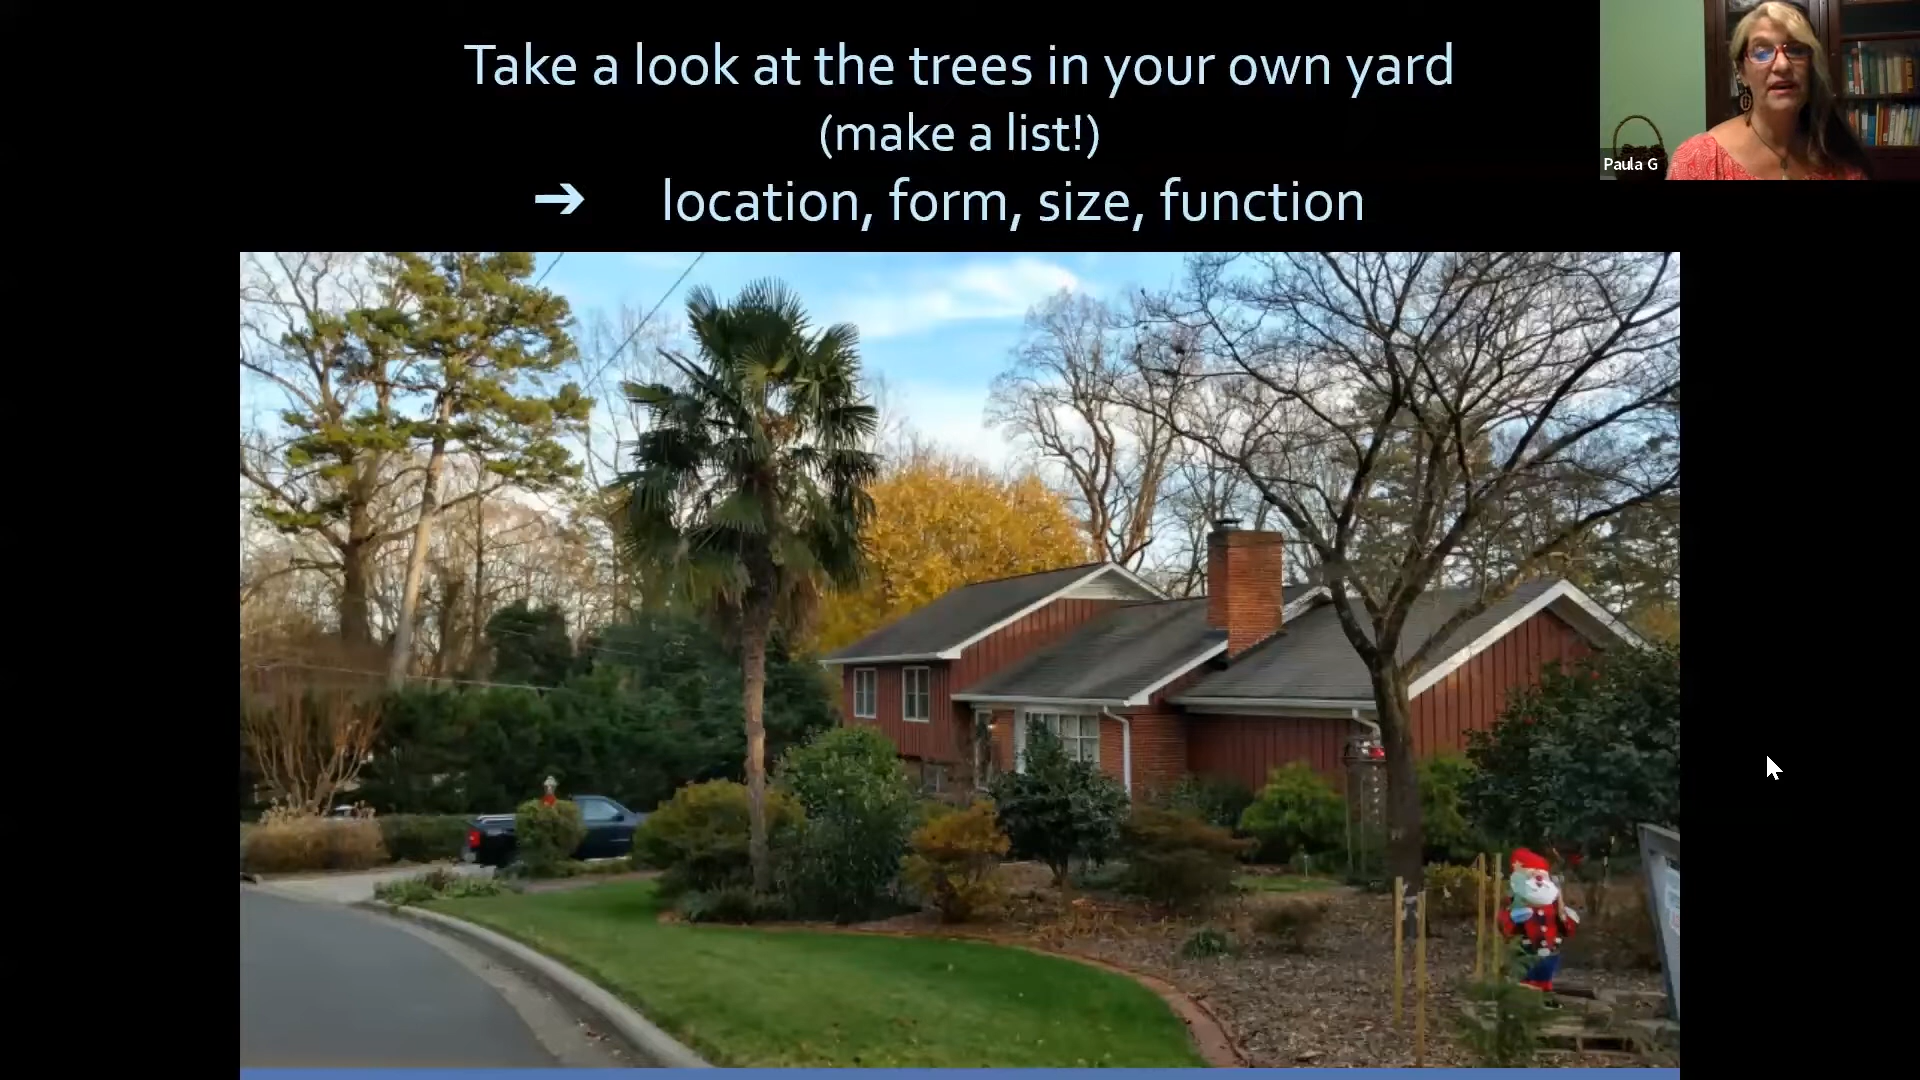 Take a look at the trees in your own yard
(make a list!)
➔ location, form, size, function
Paula G